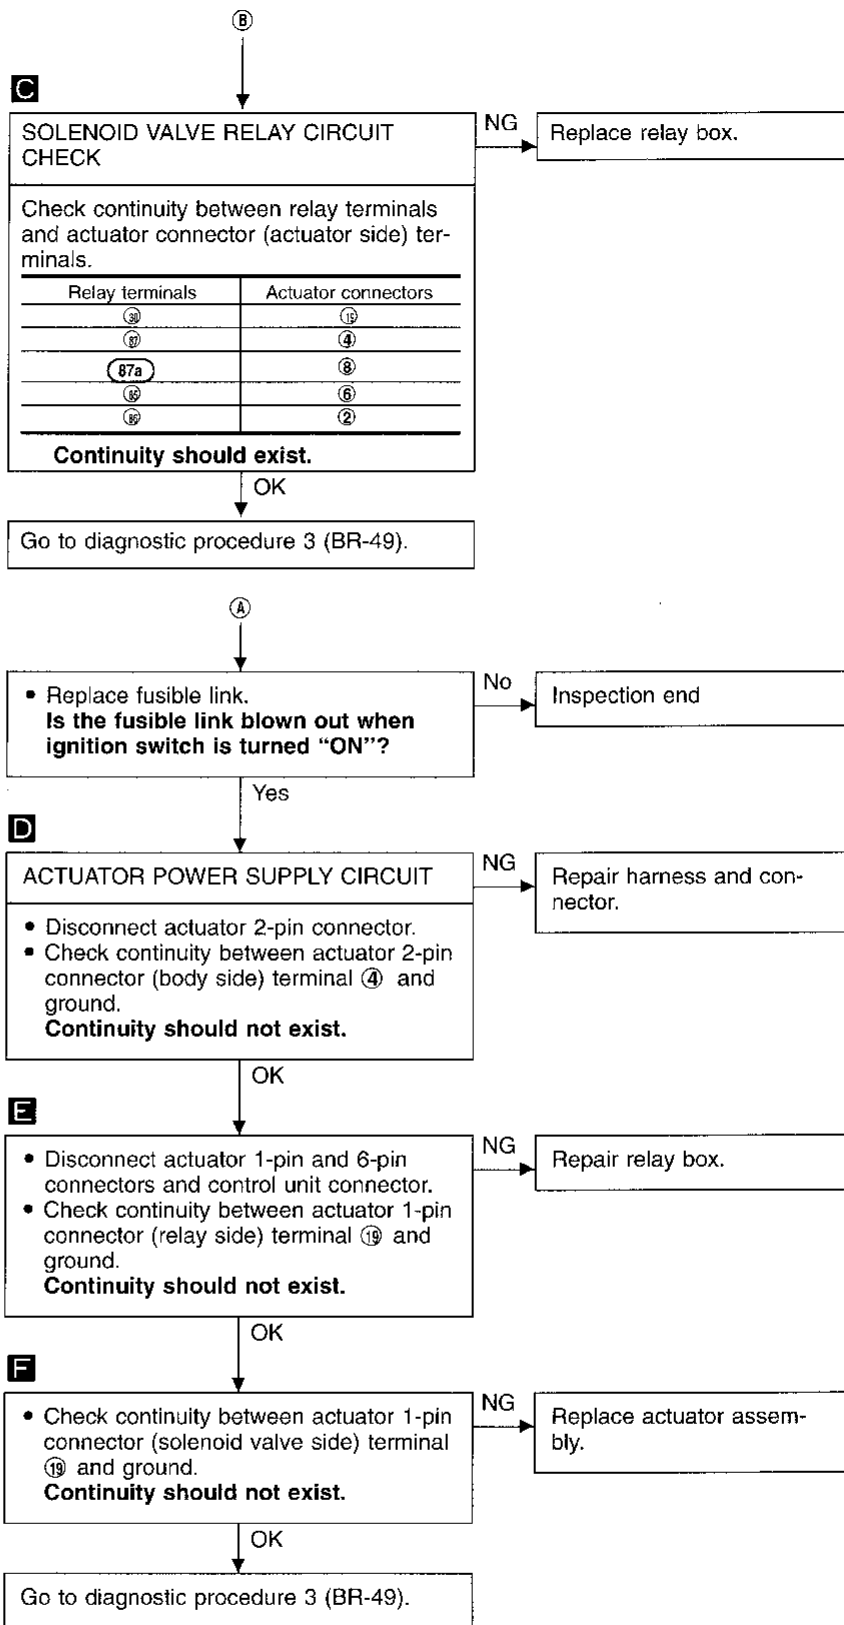 B
C
SOLENOID VALVE RELAY CIRCUIT
CHECK
NG
Replace relay box.
Check continuity between relay terminals
and actuator connector (actuator side) ter-
minals.
Relay terminals Actuator connectors
30 19
87 4
87a 8
85 6
86 2
Continuity should exist.
OK
Go to diagnostic procedure 3 (BR-49).
A
• Replace fusible link.
Is the fusible link blown out when
ignition switch is turned “ON”?
No
Inspection end
Yes
D
ACTUATOR POWER SUPPLY CIRCUIT
NG
Repair harness and con-
nector.
• Disconnect actuator 2-pin connector.
• Check continuity between actuator 2-pin
connector (body side) terminal ④ and
ground.
Continuity should not exist.
OK
E
• Disconnect actuator 1-pin and 6-pin
connectors and control unit connector.
• Check continuity between actuator 1-pin
connector (relay side) terminal ⑲ and
ground.
Continuity should not exist.
NG
Repair relay box.
OK
F
• Check continuity between actuator 1-pin
connector (solenoid valve side) terminal
⑲ and ground.
Continuity should not exist.
NG
Replace actuator assem-
bly.
OK
Go to diagnostic procedure 3 (BR-49).